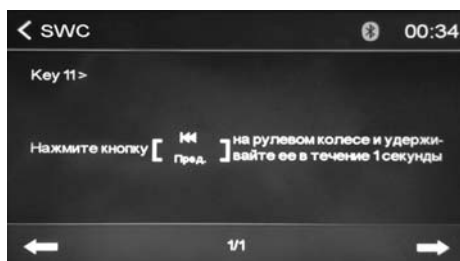 SWC 00:34
Key 11>
Нажмите кнопку [ Пред. ] на рулевом колесе и удержи-
вайте ее в течение 1 секунды
1/1